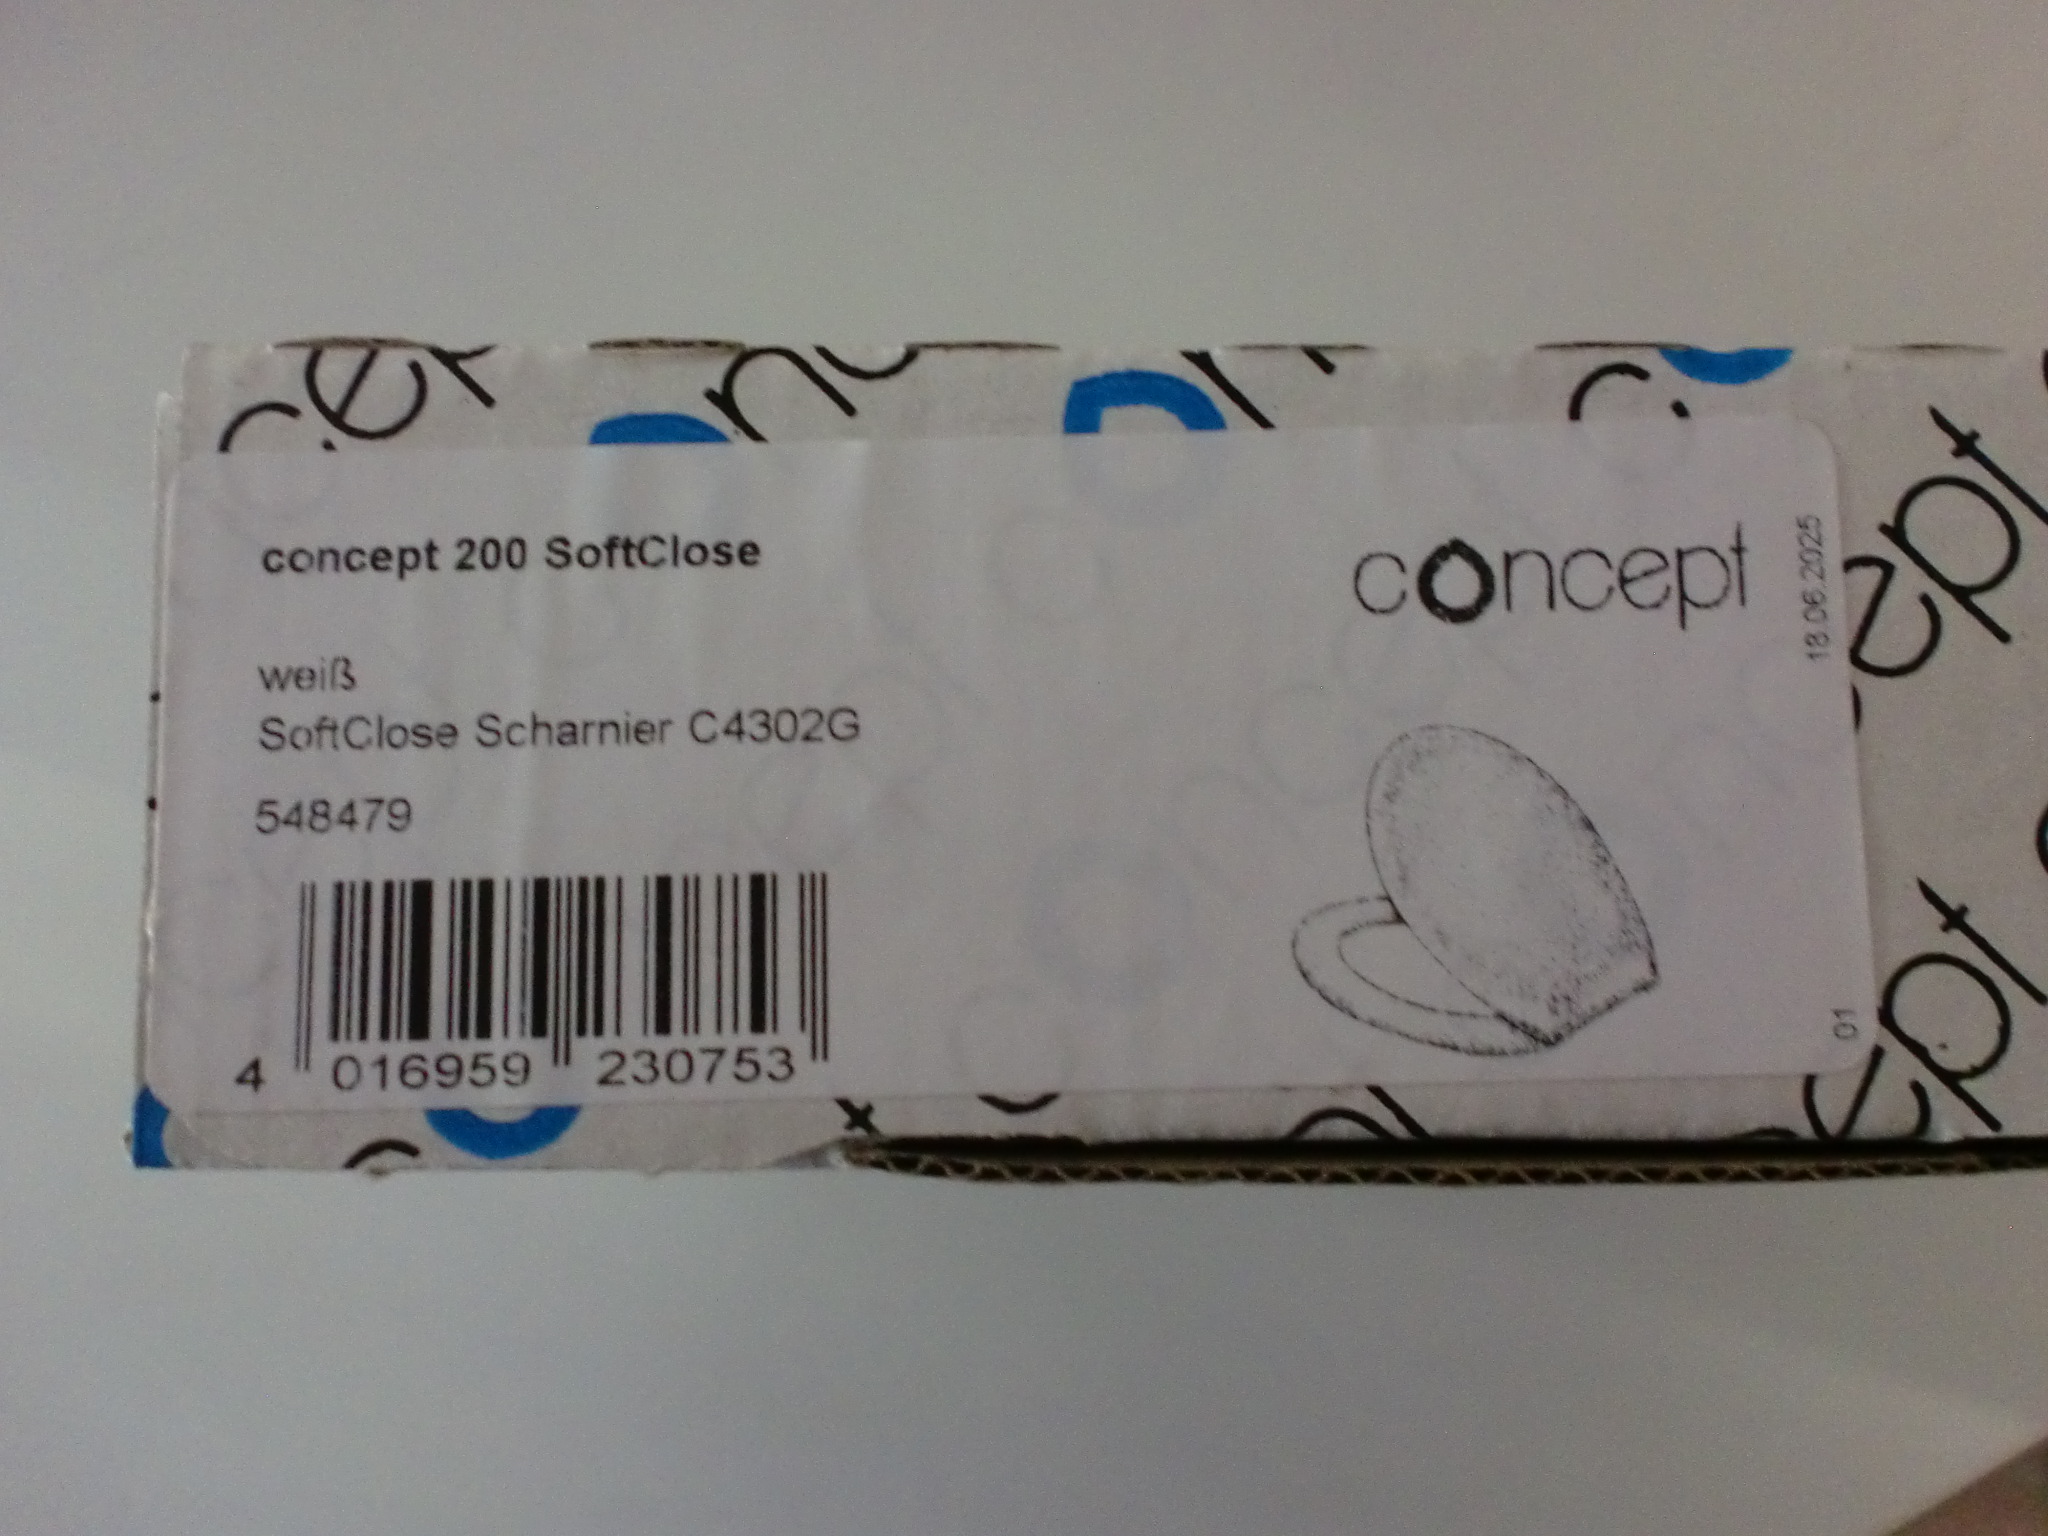 concept 200 SoftClose
concept
18.06.2025
weiß
SoftClose Scharnier C4302G
548479
4 016959 230753
01